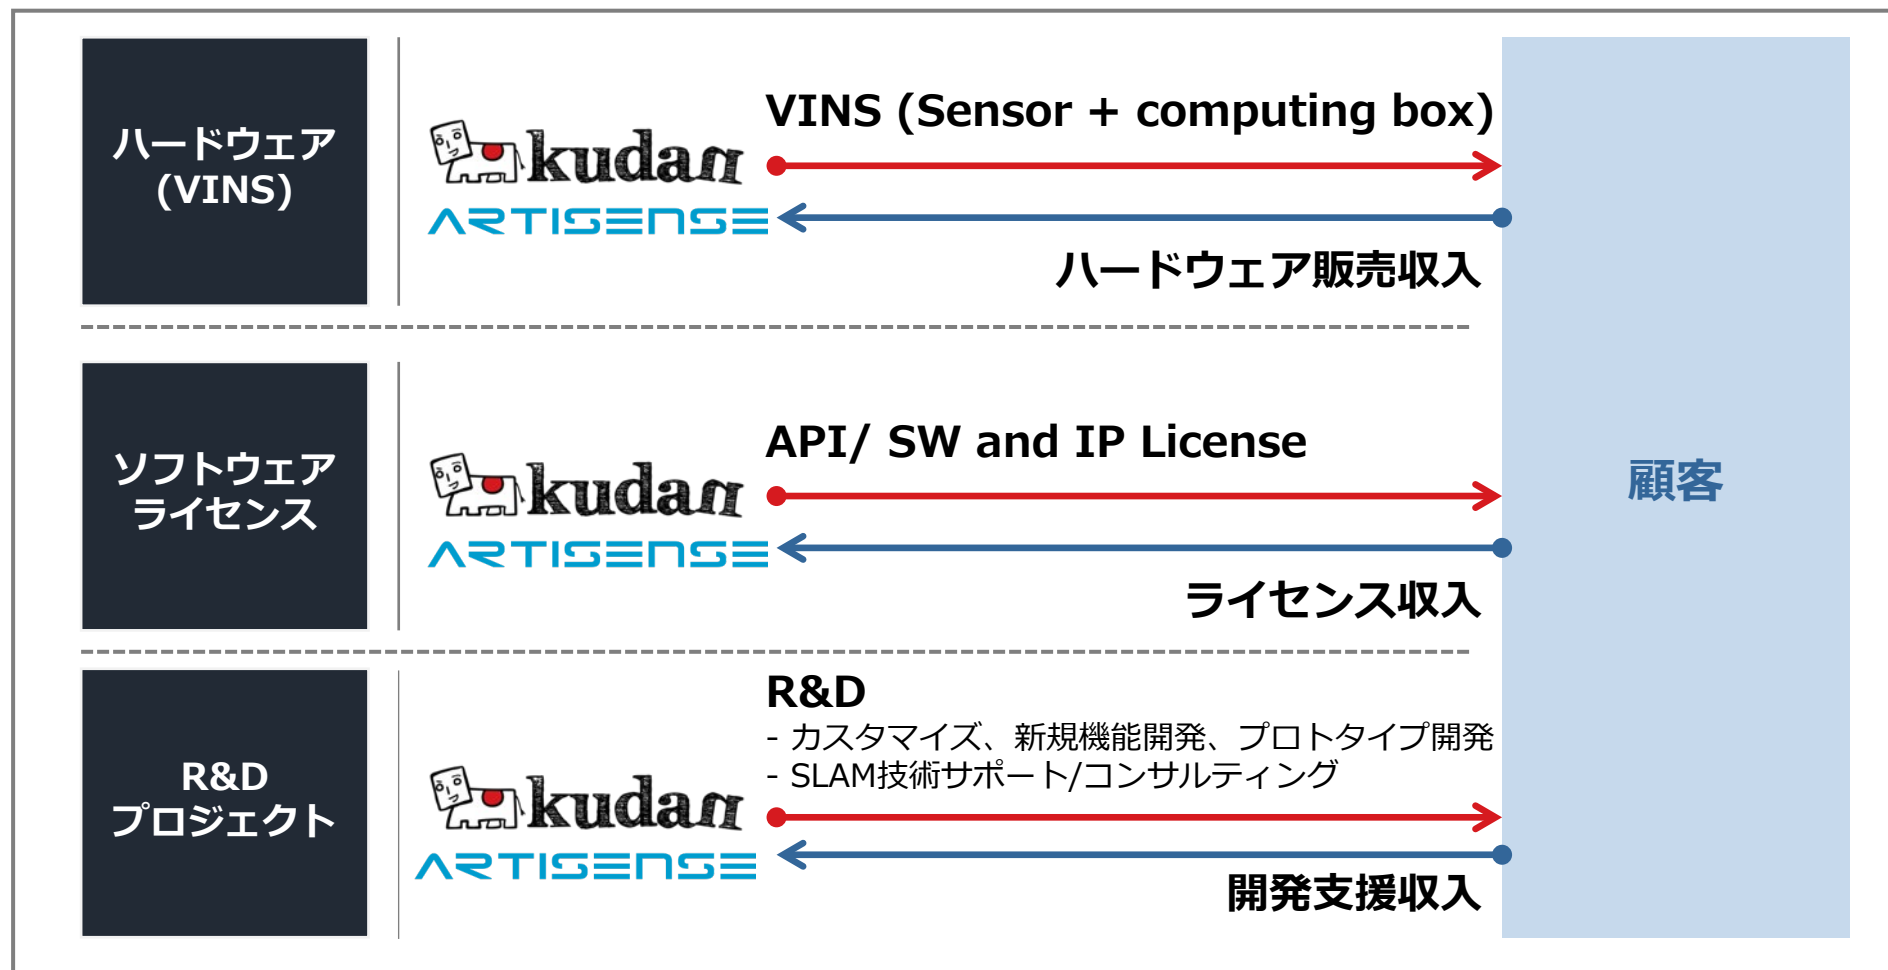 ハードウェア
(VINS)
kudan
ARTISENSE
VINS (Sensor + computing box)
ハードウェア販売収入
ソフトウェア
ライセンス
kudan
ARTISENSE
API/ SW and IP License
ライセンス収入
顧客
R&D
プロジェクト
kudan
ARTISENSE
R&D
- カスタマイズ、新規機能開発、プロトタイプ開発
- SLAM技術サポート/コンサルティング
開発支援収入